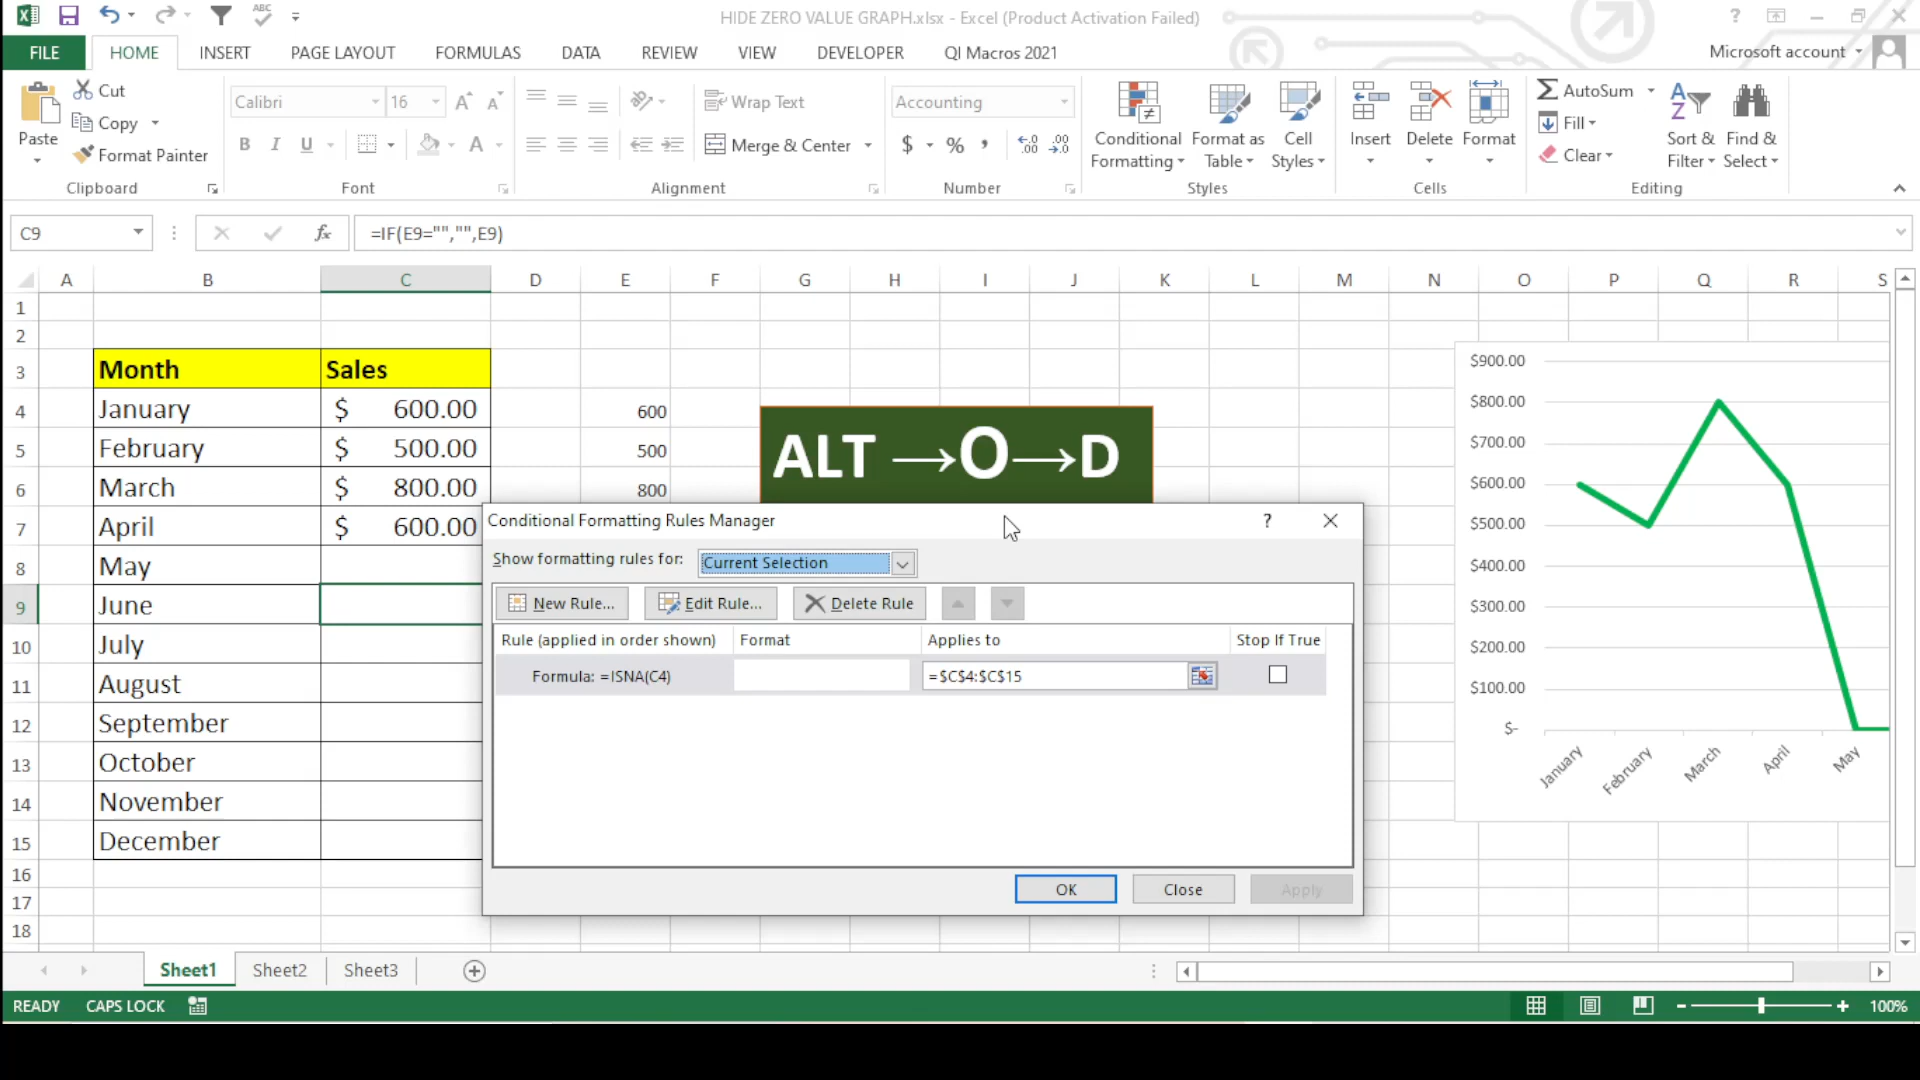 HIDE ZERO VALUE GRAPH.xlsx - Excel (Product Activation Failed)
ABC
FILE HOME INSERT PAGE LAYOUT FORMULAS DATA REVIEW VIEW DEVELOPER QI Macros 2021 Microsoft account
Paste Cut Copy Format Painter
Clipboard
Calibri 16 A A
B I U A
Font
Wrap Text
Merge & Center
Alignment
Accounting
$ % , .0 .00 .00 .0
Number
Conditional Formatting Format as Table Cell Styles
Styles
Insert Delete Format
Cells
AutoSum Fill Clear Sort & Filter Find & Select
Editing
C9 fx =IF(E9="","",E9)
A B C D E F G H I J K L M N O P Q R S
1
2
3 Month Sales
4 January $ 600.00 600
5 February $ 500.00 500
6 March $ 800.00 800
7 April $ 600.00
8 May
9 June
10 July
11 August
12 September
13 October
14 November
15 December
16
17
18
ALT →O→D
Conditional Formatting Rules Manager ?
Show formatting rules for: Current Selection
New Rule... Edit Rule... Delete Rule
Rule (applied in order shown) Format Applies to Stop If True
Formula: =ISNA(C4) =$C$4:$C$15
OK Close Apply
$900.00
$800.00
$700.00
$600.00
$500.00
$400.00
$300.00
$200.00
$100.00
$-
January February March April May
Sheet1 Sheet2 Sheet3
READY CAPS LOCK 100%